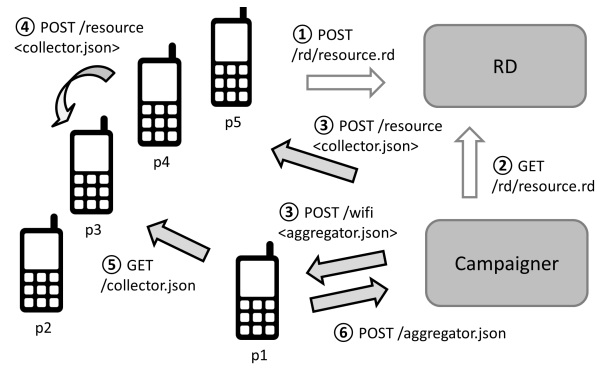 ④ POST /resource
<collector.json>
① POST
/rd/resource.rd
RD
p5
p4
③ POST /resource
<collector.json>
② GET
/rd/resource.rd
p3
③ POST /wifi
<aggregator.json>
⑤ GET
/collector.json
Campaigner
p2
p1
⑥ POST /aggregator.json